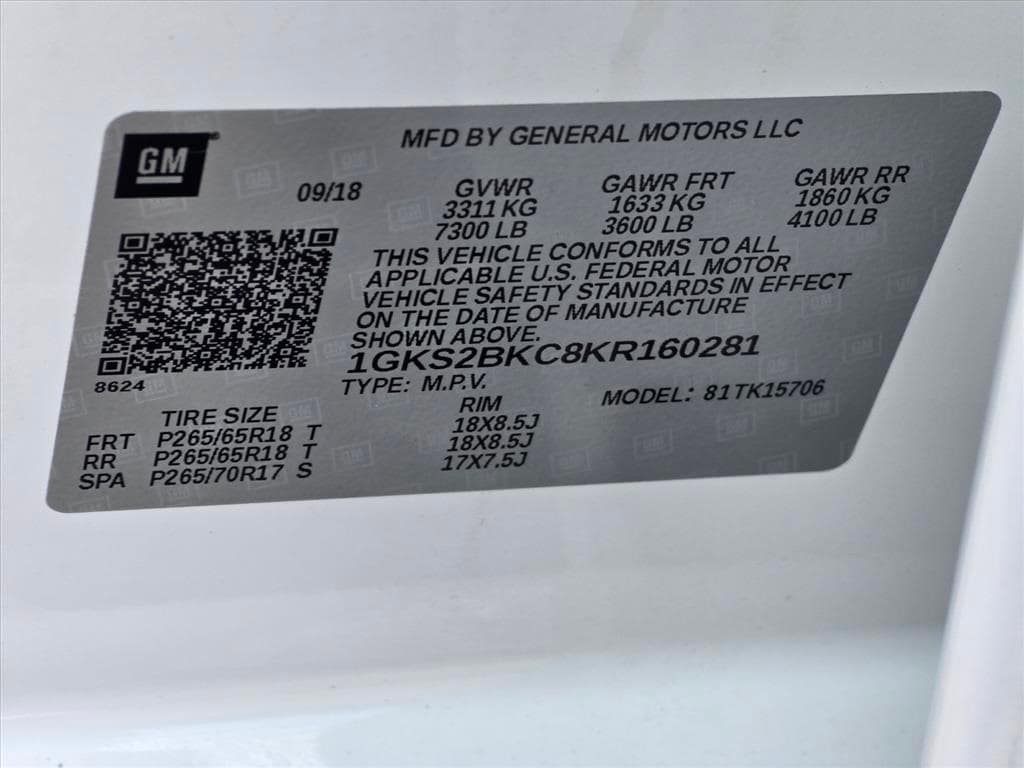 GM
MFD BY GENERAL MOTORS LLC
09/18
GVWR GAWR FRT GAWR RR
3311 KG 1633 KG 1860 KG
7300 LB 3600 LB 4100 LB
THIS VEHICLE CONFORMS TO ALL
APPLICABLE U.S. FEDERAL MOTOR
VEHICLE SAFETY STANDARDS IN EFFECT
ON THE DATE OF MANUFACTURE
SHOWN ABOVE.
8624
1GKS2BKC8KR160281
TYPE: M.P.V. MODEL: 81TK15706
TIRE SIZE RIM
FRT P265/65R18 T 18X8.5J
RR P265/65R18 T 18X8.5J
SPA P265/70R17 S 17X7.5J